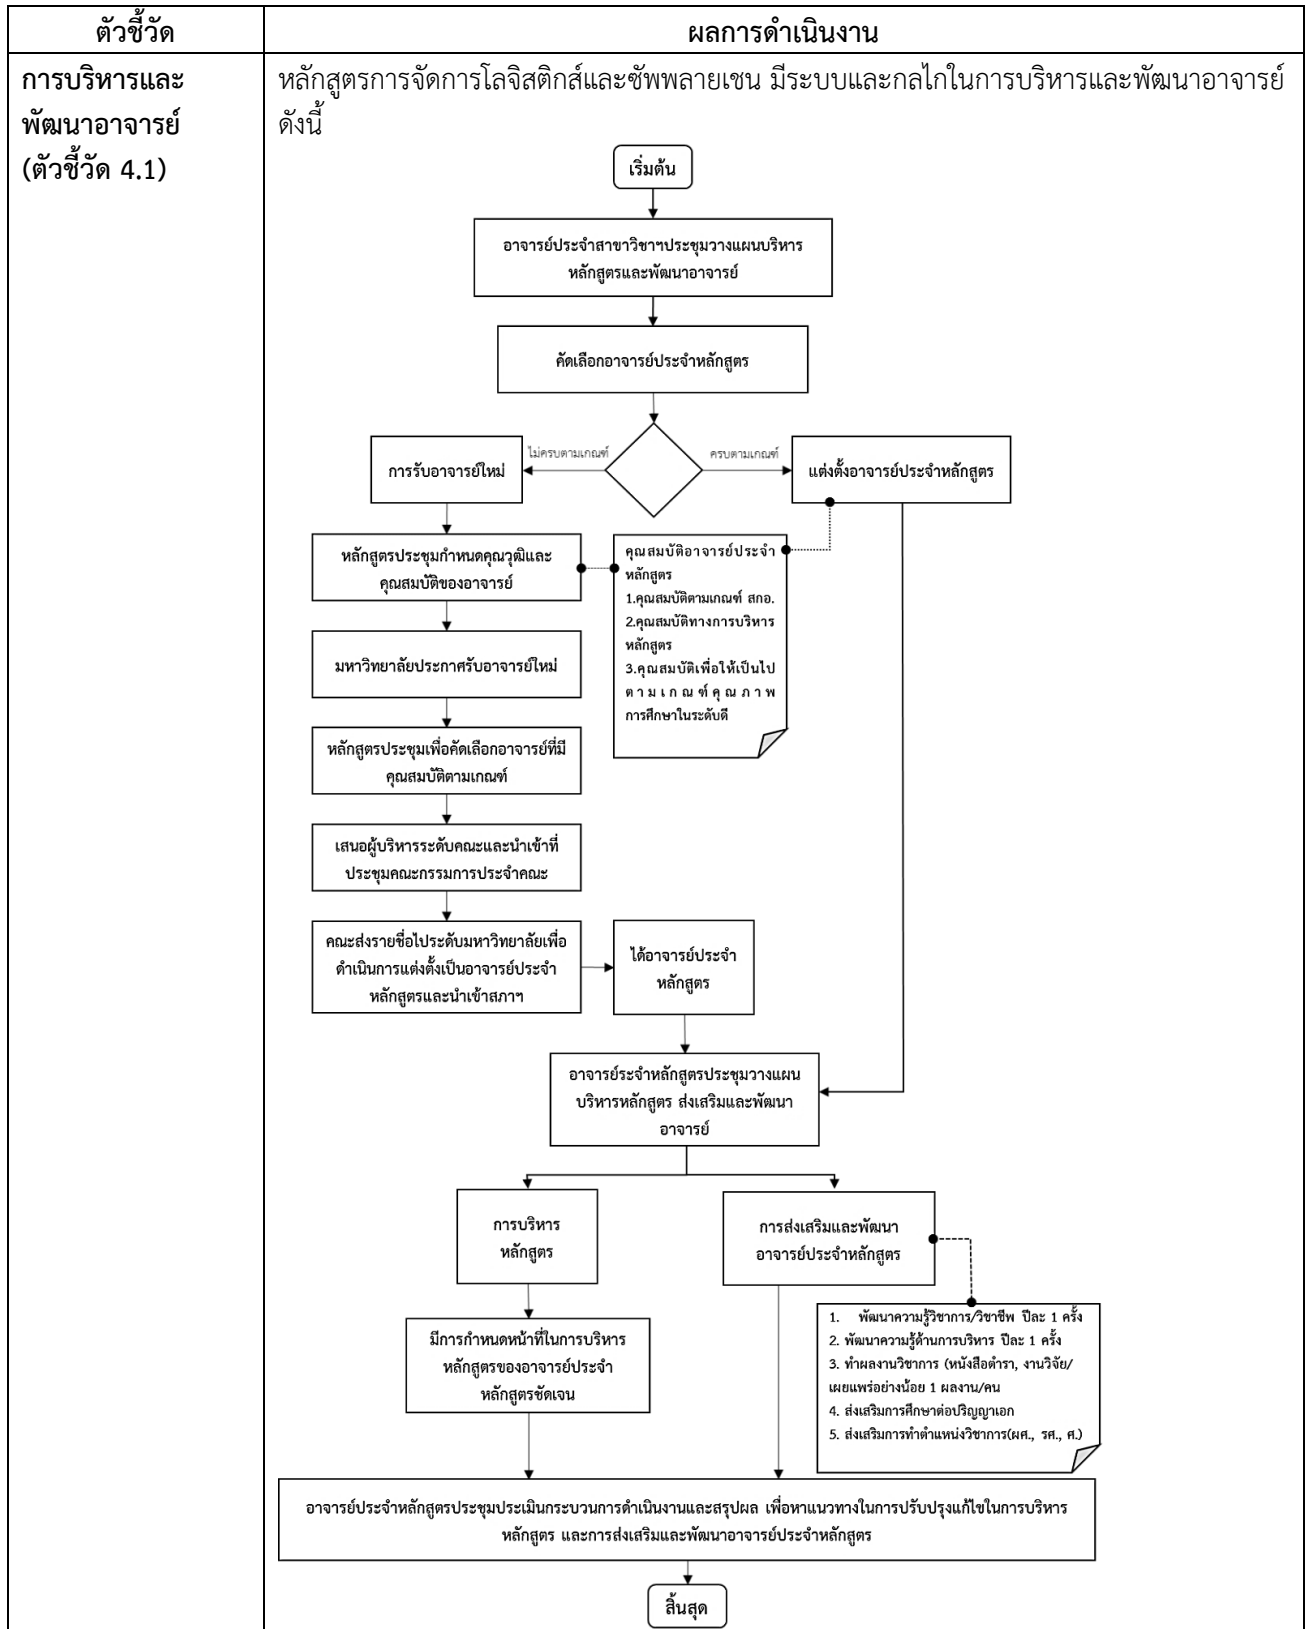 ตัวชี้วัด
ผลการดำเนินงาน
การบริหารและ
พัฒนาอาจารย์
(ตัวชี้วัด 4.1)
หลักสูตรการจัดการโลจิสติกส์และซัพพลายเชน มีระบบและกลไกในการบริหารและพัฒนาอาจารย์
ดังนี้
เริ่มต้น
อาจารย์ประจำสาขาวิชาฯประชุมวางแผนบริหาร
หลักสูตรและพัฒนาอาจารย์
คัดเลือกอาจารย์ประจำหลักสูตร
ไม่ครบตามเกณฑ์
ครบตามเกณฑ์
การรับอาจารย์ใหม่
แต่งตั้งอาจารย์ประจำหลักสูตร
หลักสูตรประชุมกำหนดคุณวุฒิและ
คุณสมบัติของอาจารย์
คุณสมบัติอาจารย์ประจำ
หลักสูตร
1.คุณสมบัติตามเกณฑ์ สกอ.
2.คุณสมบัติทางการบริหาร
หลักสูตร
3.คุณสมบัติเพื่อให้เป็นไป
ตามเกณฑ์คุณภาพ
การศึกษาในระดับดี
มหาวิทยาลัยประกาศรับอาจารย์ใหม่
หลักสูตรประชุมเพื่อคัดเลือกอาจารย์ที่มี
คุณสมบัติตามเกณฑ์
เสนอผู้บริหารระดับคณะและนำเข้าที่
ประชุมคณะกรรมการประจำคณะ
คณะส่งรายชื่อไประดับมหาวิทยาลัยเพื่อ
ดำเนินการแต่งตั้งเป็นอาจารย์ประจำ
หลักสูตรและนำเข้าสภาฯ
ได้อาจารย์ประจำ
หลักสูตร
อาจารย์ระจำหลักสูตรประชุมวางแผน
บริหารหลักสูตร ส่งเสริมและพัฒนา
อาจารย์
การบริหาร
หลักสูตร
การส่งเสริมและพัฒนา
อาจารย์ประจำหลักสูตร
มีการกำหนดหน้าที่ในการบริหาร
หลักสูตรของอาจารย์ประจำ
หลักสูตรชัดเจน
1. พัฒนาความรู้วิชาการ/วิชาชีพ ปีละ 1 ครั้ง
2. พัฒนาความรู้ด้านการบริหาร ปีละ 1 ครั้ง
3. ทำผลงานวิชาการ (หนังสือตำรา, งานวิจัย/
เผยแพร่อย่างน้อย 1 ผลงาน/คน
4. ส่งเสริมการศึกษาต่อปริญญาเอก
5. ส่งเสริมการทำตำแหน่งวิชาการ(ผศ., รศ., ศ.)
อาจารย์ประจำหลักสูตรประชุมประเมินกระบวนการดำเนินงานและสรุปผล เพื่อหาแนวทางในการปรับปรุงแก้ไขในการบริหาร
หลักสูตร และการส่งเสริมและพัฒนาอาจารย์ประจำหลักสูตร
สิ้นสุด